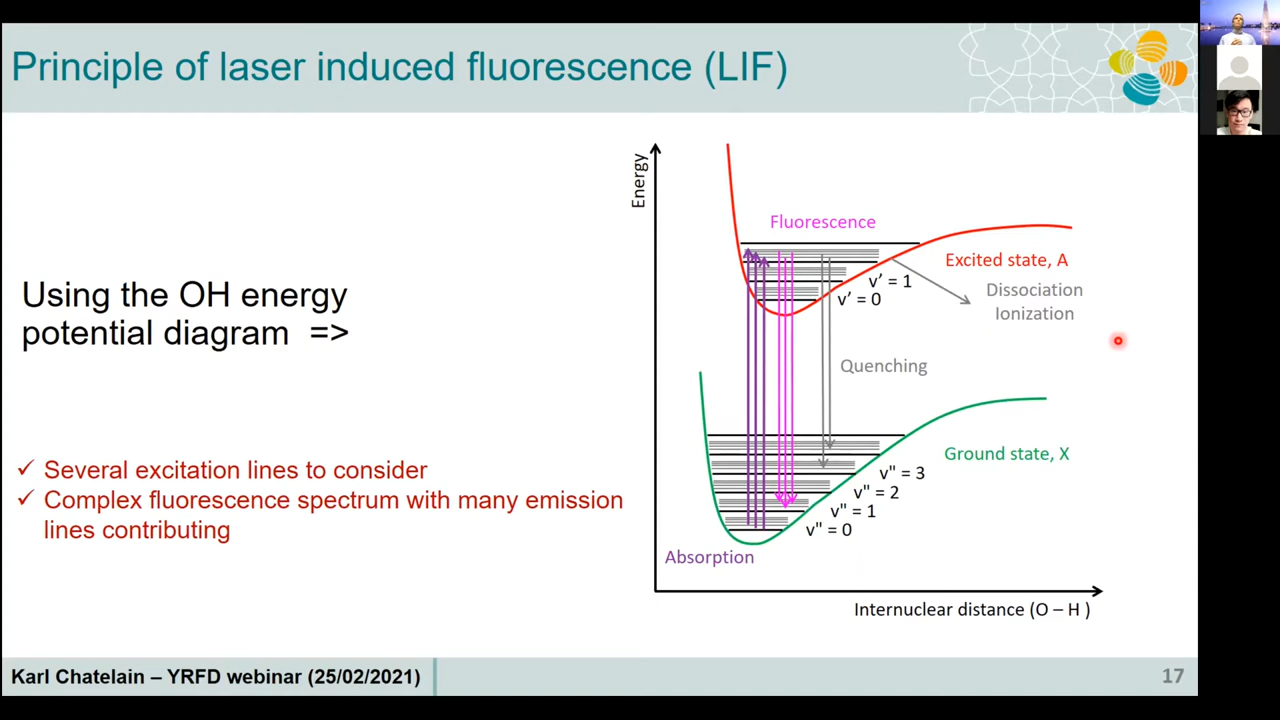 Principle of laser induced fluorescence (LIF)
Using the OH energy
potential diagram =>
✓ Several excitation lines to consider
✓ Complex fluorescence spectrum with many emission
lines contributing
Energy
Fluorescence
Excited state, A
v' = 1
v' = 0
Dissociation
Ionization
Quenching
Ground state, X
v" = 3
v" = 2
v" = 1
v" = 0
Absorption
Internuclear distance (O – H )
Karl Chatelain – YRFD webinar (25/02/2021)
17